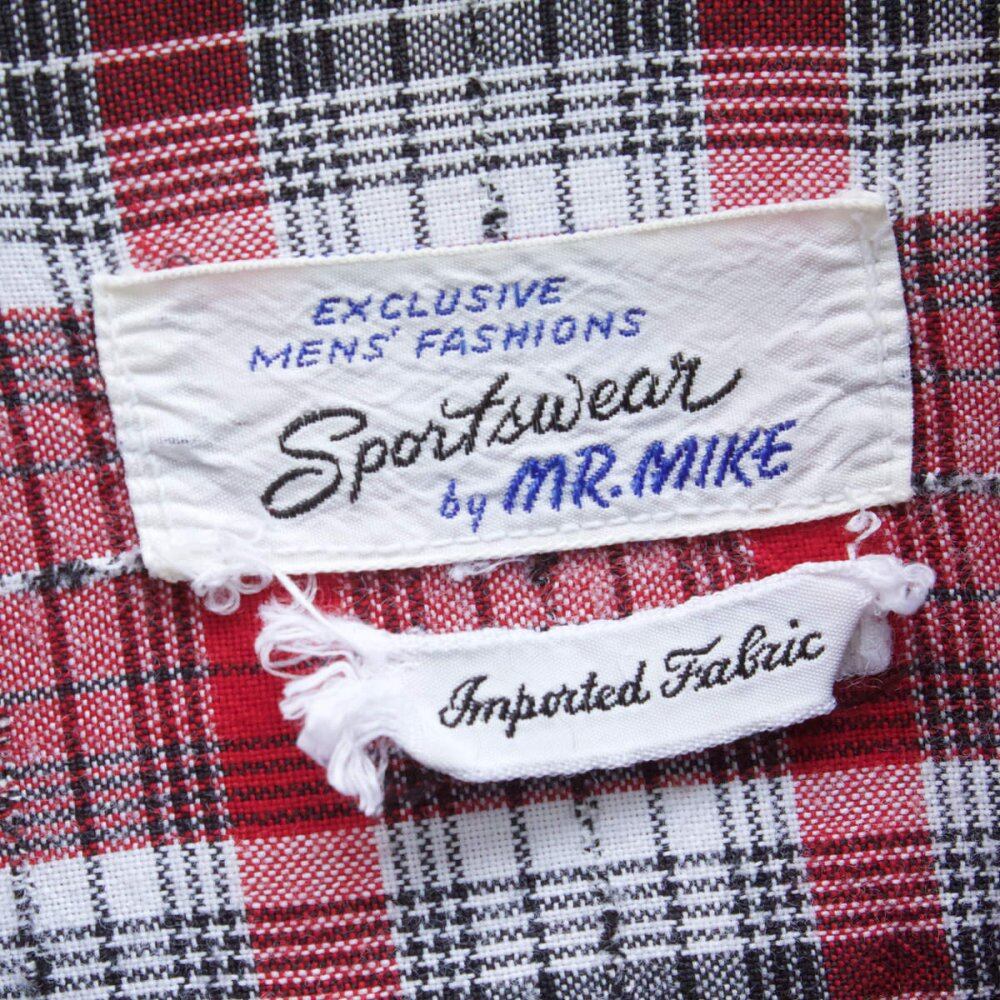 EXCLUSIVE
MENS' FASHIONS
Sportswear
by MR. MIKE
Imported Fabric